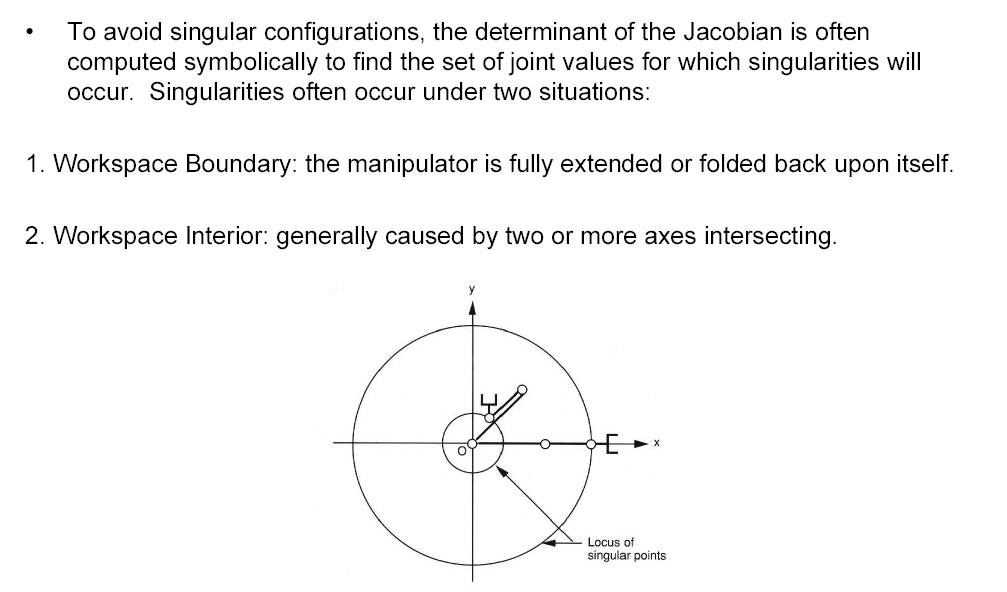 • To avoid singular configurations, the determinant of the Jacobian is often
computed symbolically to find the set of joint values for which singularities will
occur.  Singularities often occur under two situations:
1. Workspace Boundary: the manipulator is fully extended or folded back upon itself.
2. Workspace Interior: generally caused by two or more axes intersecting.
y
x
O
Locus of
singular points